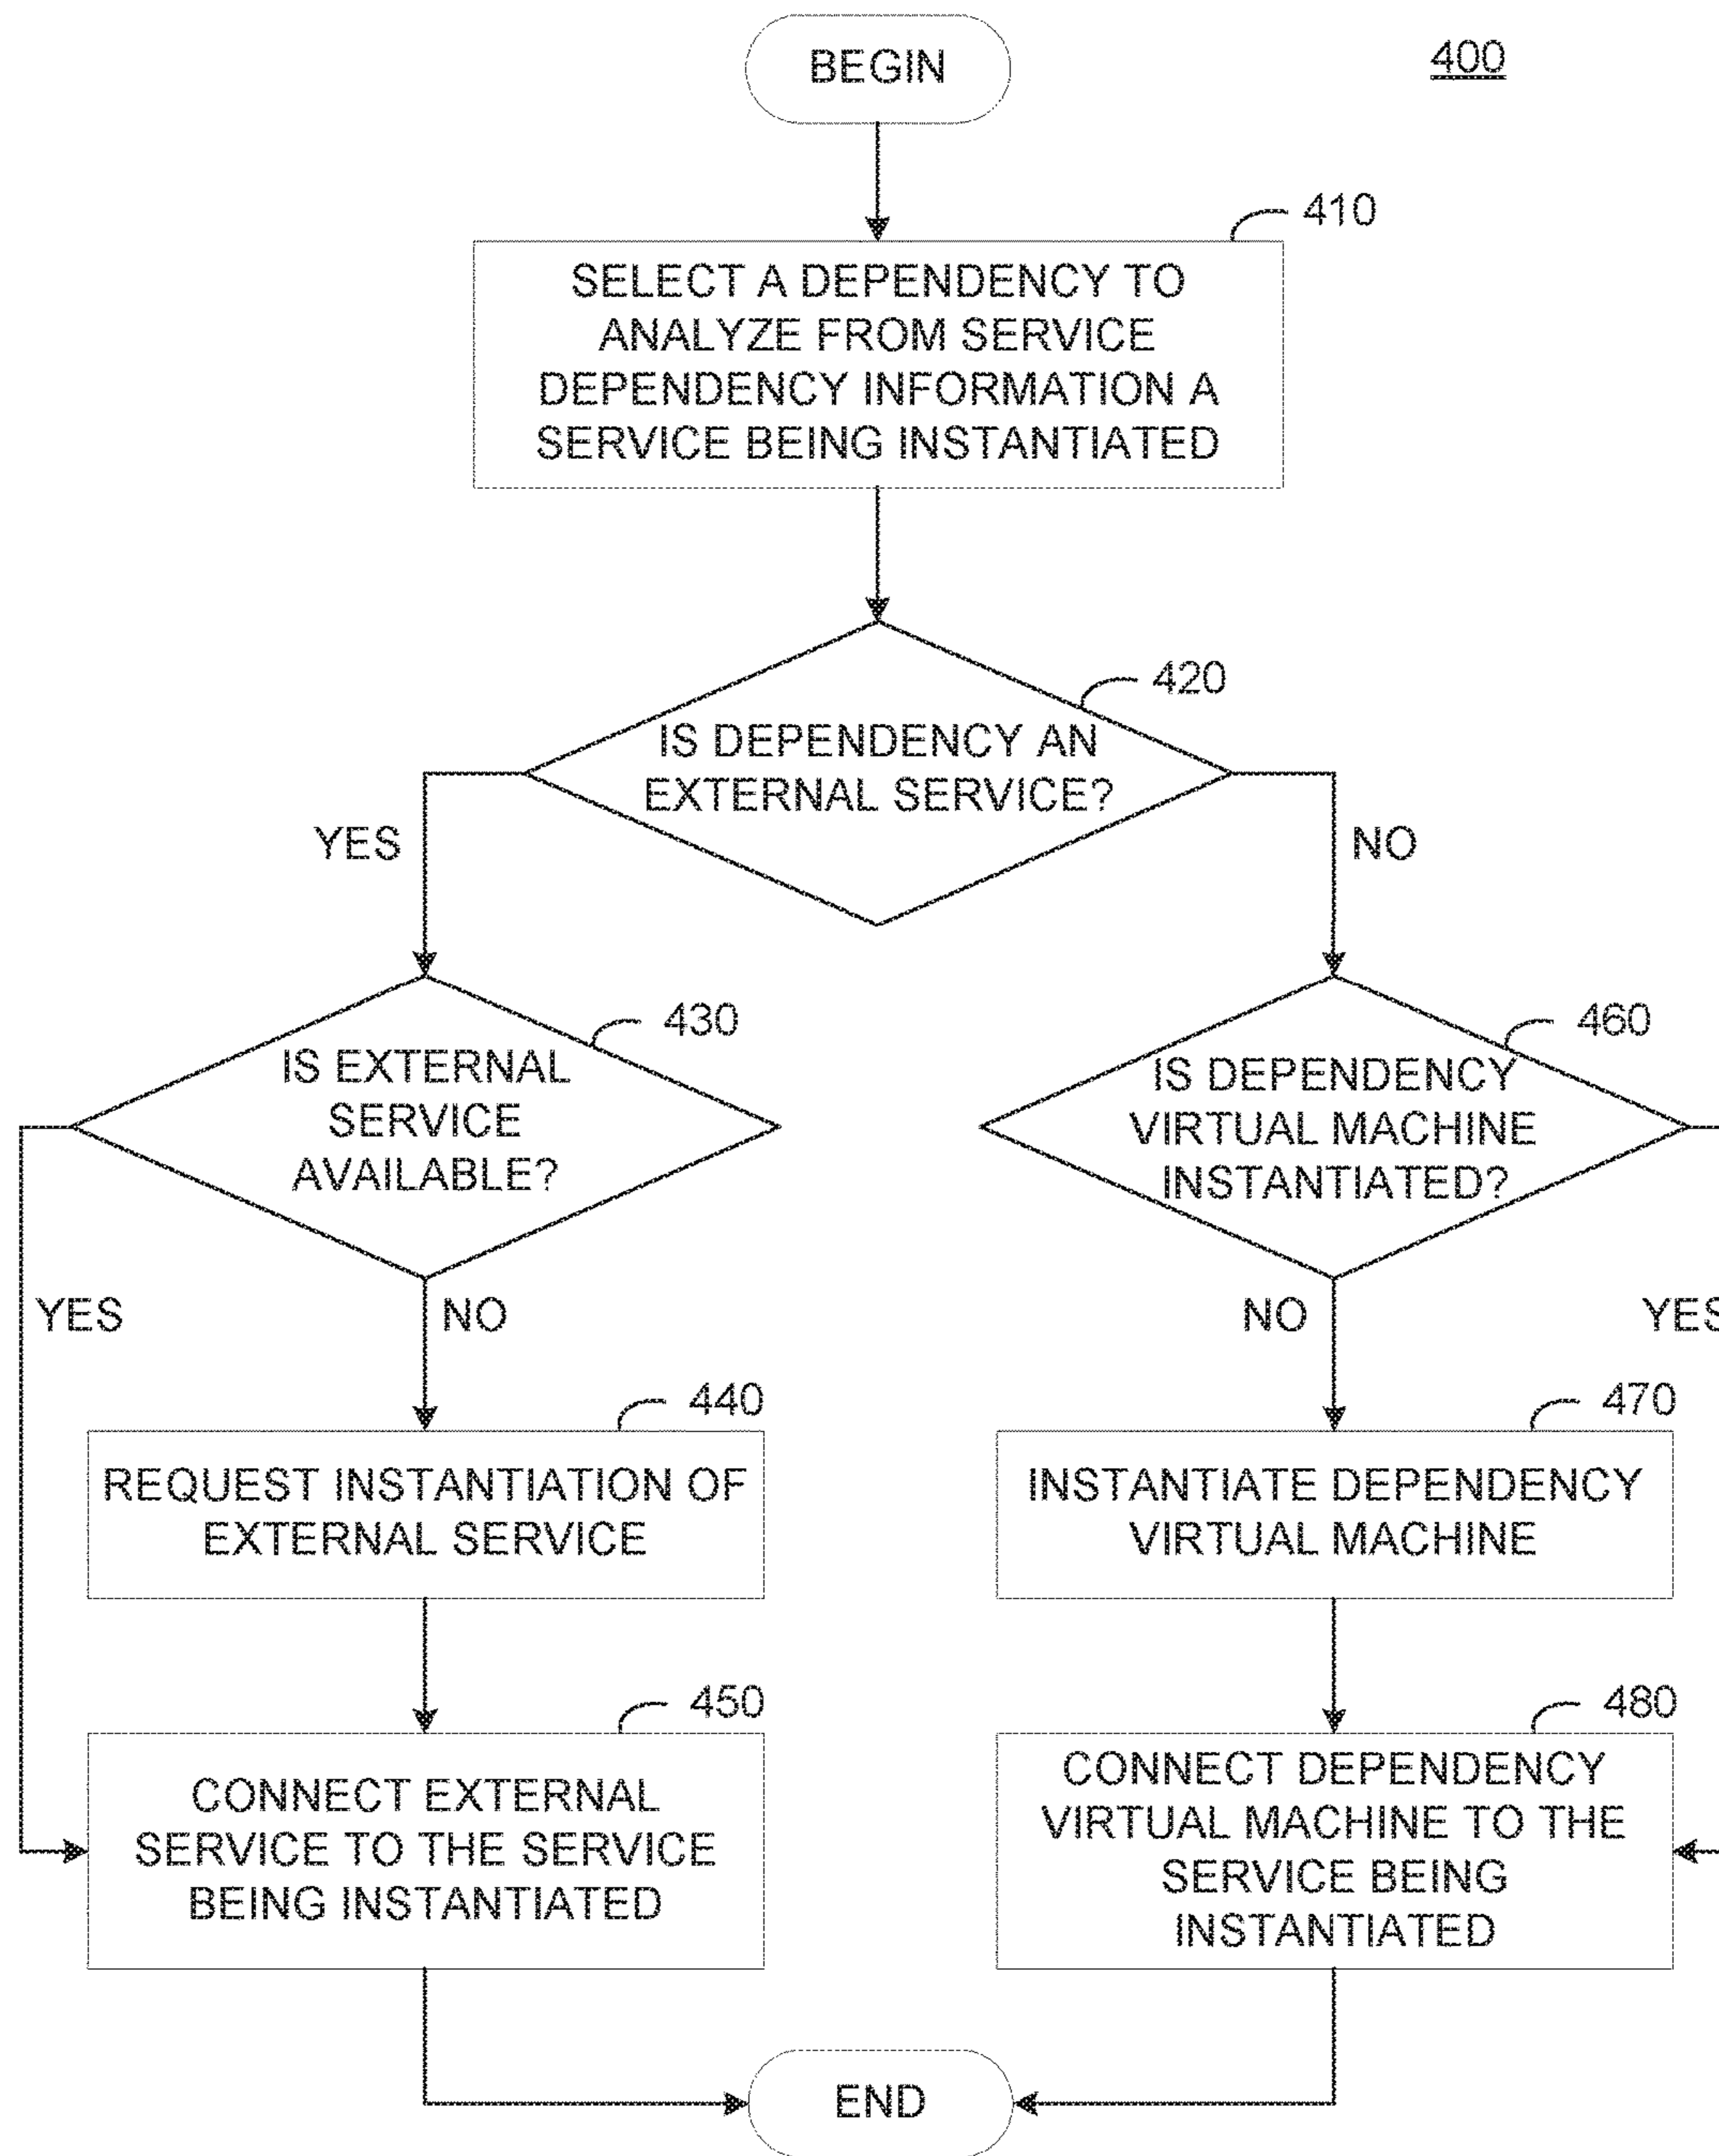 BEGIN
400
410
SELECT A DEPENDENCY TO
ANALYZE FROM SERVICE
DEPENDENCY INFORMATION A
SERVICE BEING INSTANTIATED
420
IS DEPENDENCY AN
EXTERNAL SERVICE?
YES
NO
430
IS EXTERNAL
SERVICE
AVAILABLE?
460
IS DEPENDENCY
VIRTUAL MACHINE
INSTANTIATED?
YES
NO
NO
YES
440
REQUEST INSTANTIATION OF
EXTERNAL SERVICE
470
INSTANTIATE DEPENDENCY
VIRTUAL MACHINE
450
CONNECT EXTERNAL
SERVICE TO THE SERVICE
BEING INSTANTIATED
480
CONNECT DEPENDENCY
VIRTUAL MACHINE TO THE
SERVICE BEING
INSTANTIATED
END